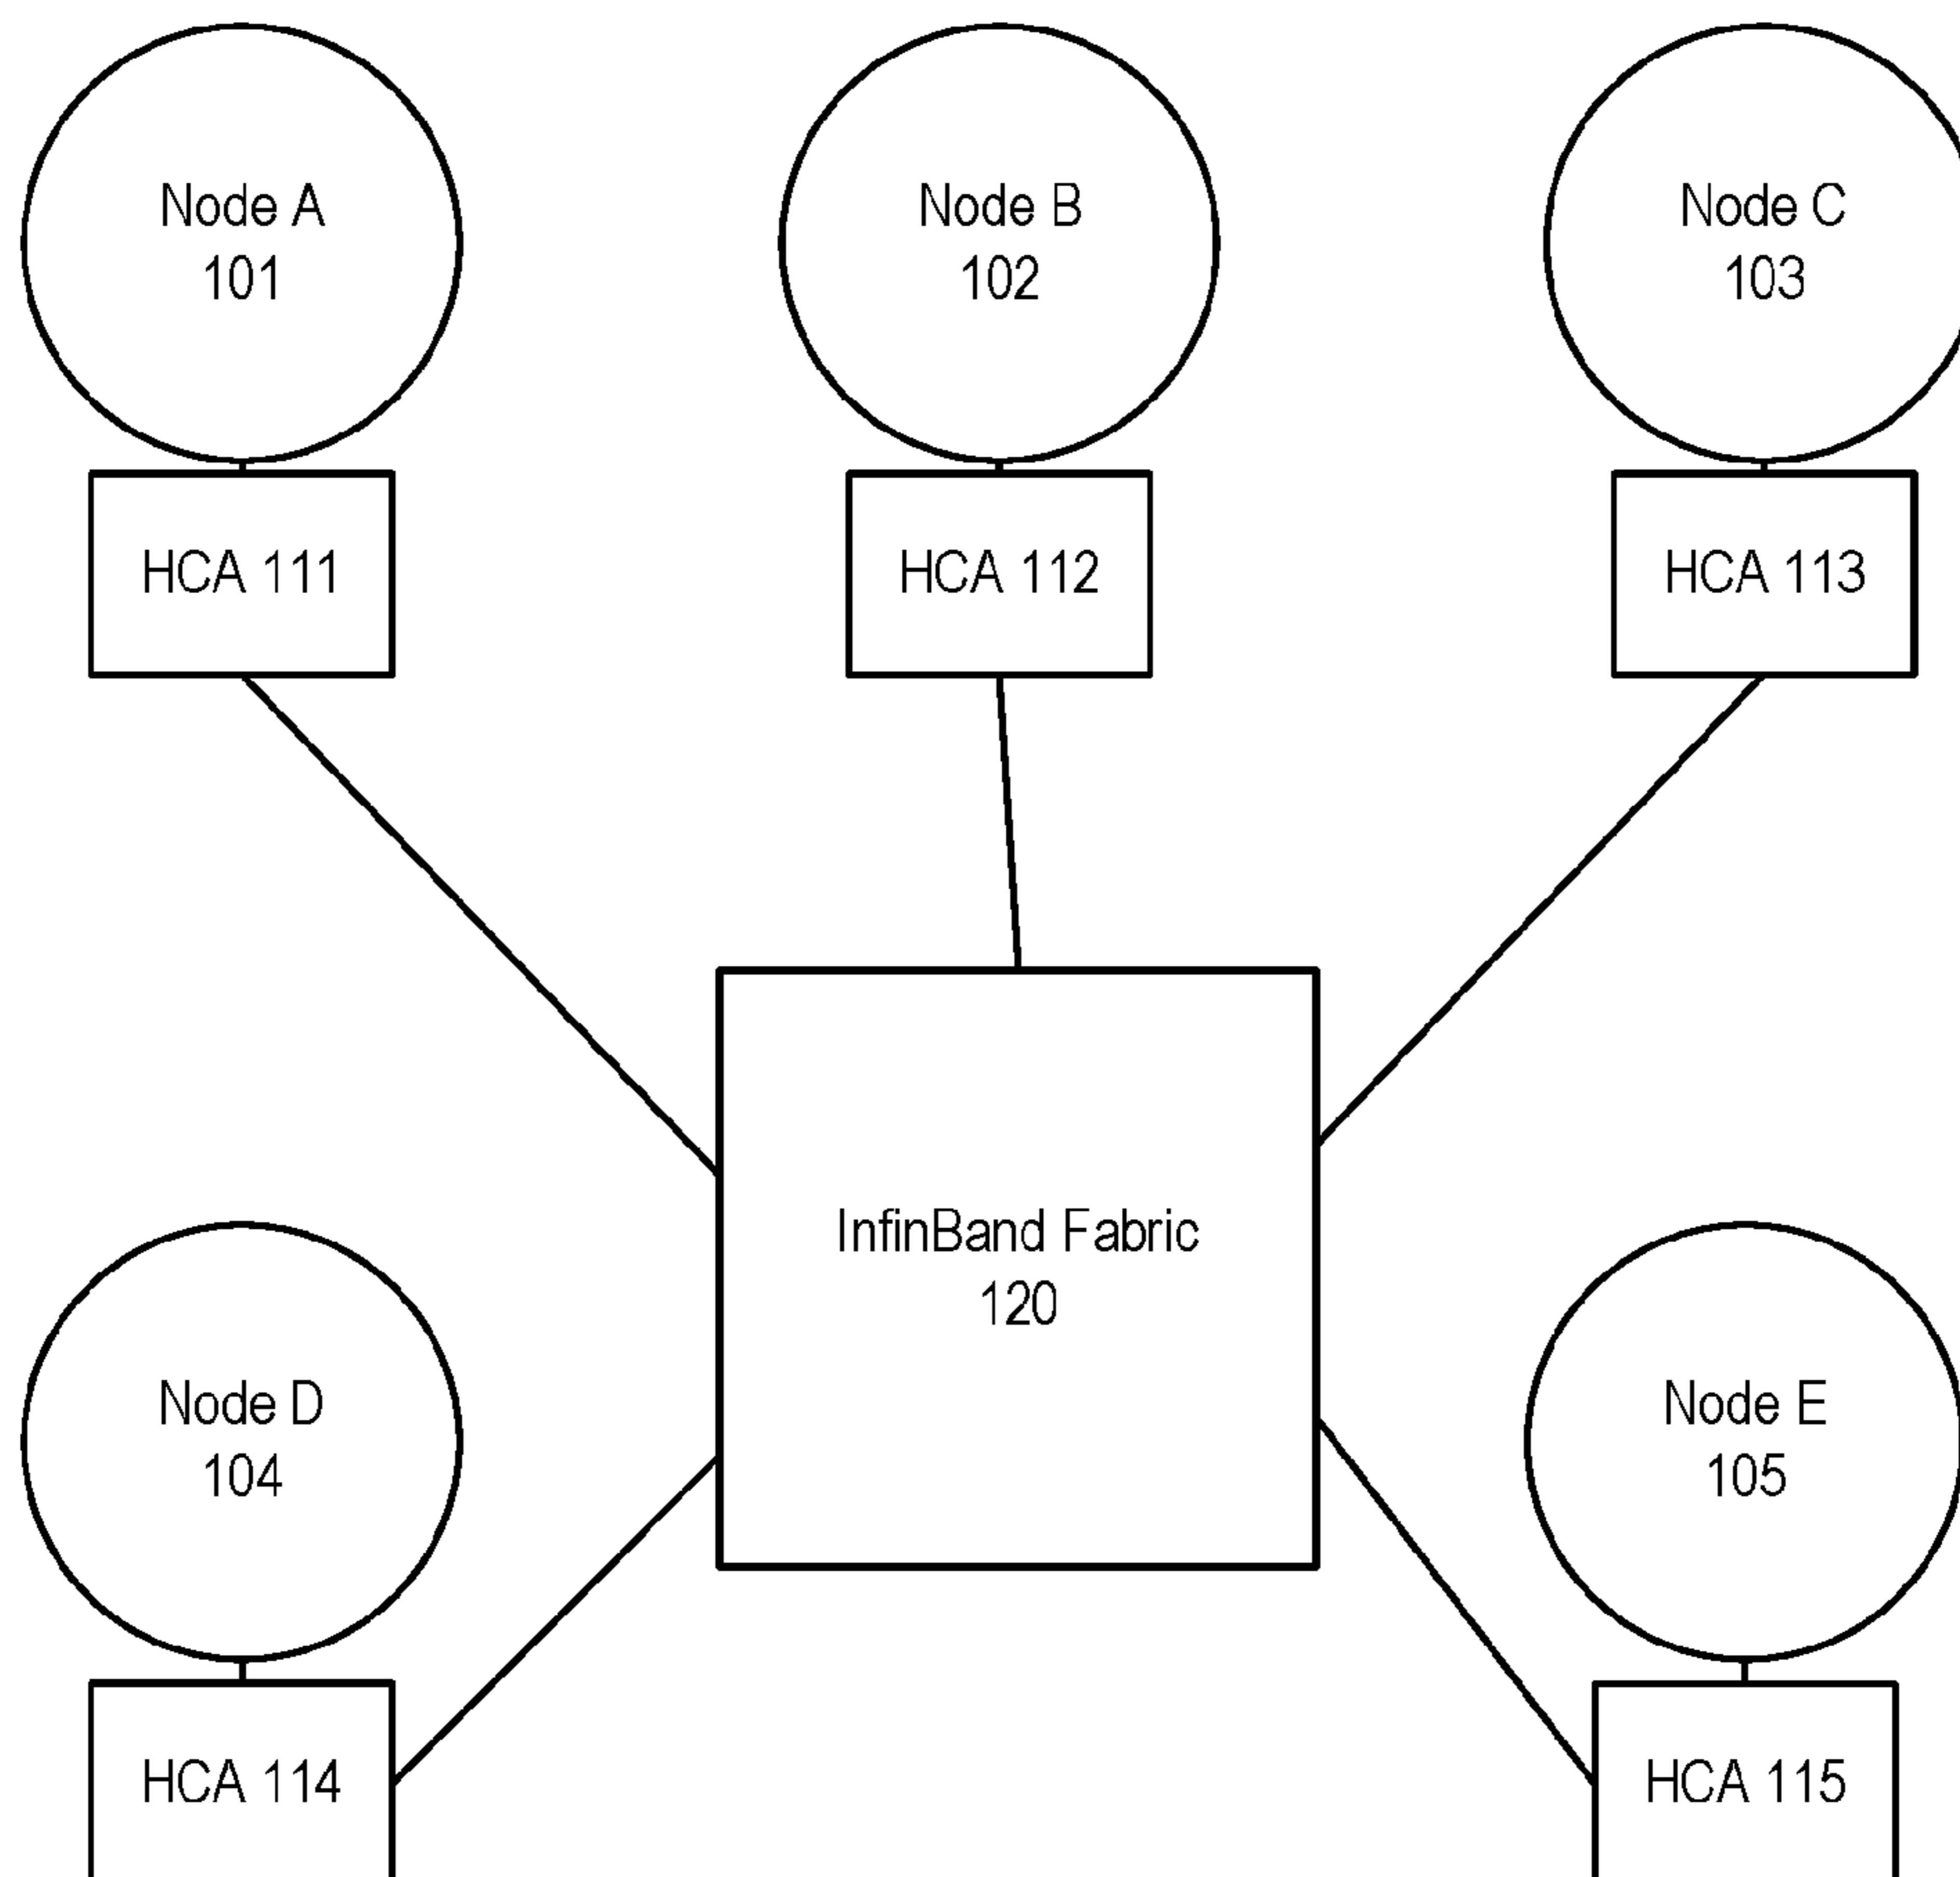 Node A
101
Node B
102
Node C
103
HCA 111
HCA 112
HCA 113
InfinBand Fabric
120
Node D
104
Node E
105
HCA 114
HCA 115